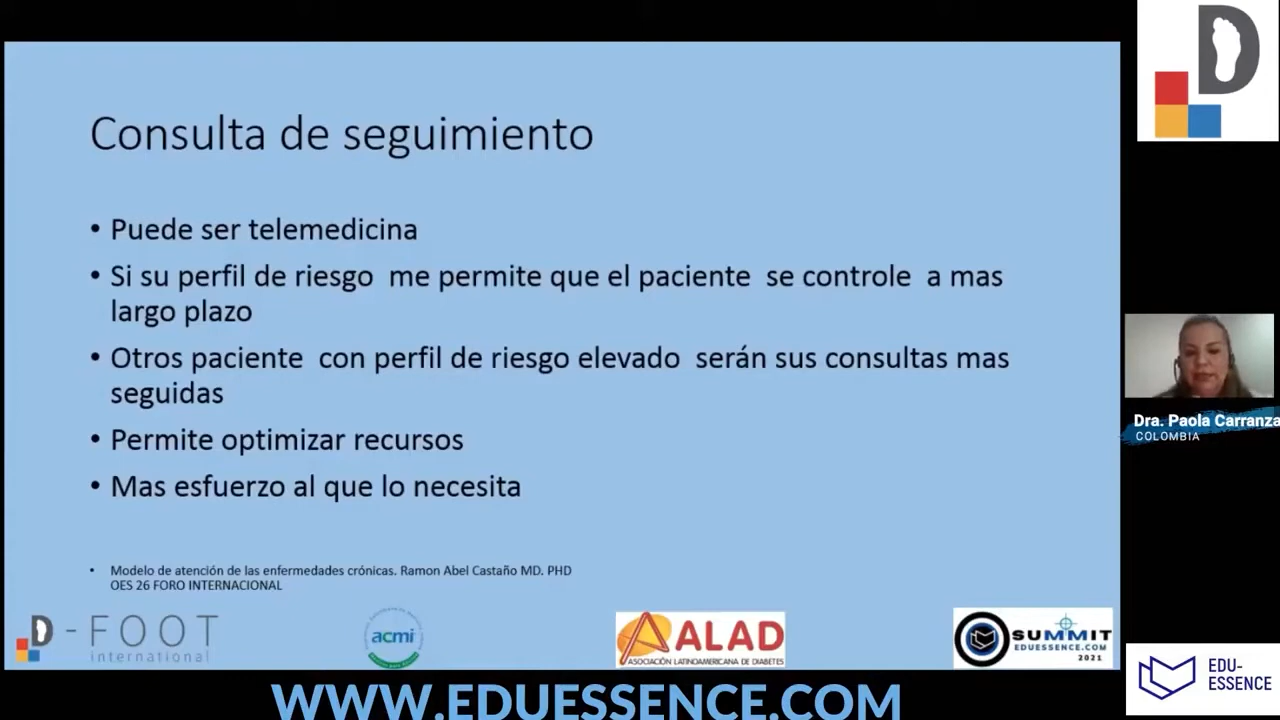 Consulta de seguimiento
• Puede ser telemedicina
• Si su perfil de riesgo me permite que el paciente se controle a mas
largo plazo
• Otros paciente con perfil de riesgo elevado serán sus consultas mas
seguidas
• Permite optimizar recursos
• Mas esfuerzo al que lo necesita
• Modelo de atención de las enfermedades crónicas. Ramon Abel Castaño MD. PHD
OES 26 FORO INTERNACIONAL
D-FOOT
international
acmi
ALAD
ASOCIACIÓN LATINOAMERICANA DE DIABETES
SUMMIT
EDUESSENCE.COM
2021
D
Dra. Paola Carranza
COLOMBIA
EDU-
ESSENCE
WWW.EDUESSENCE.COM